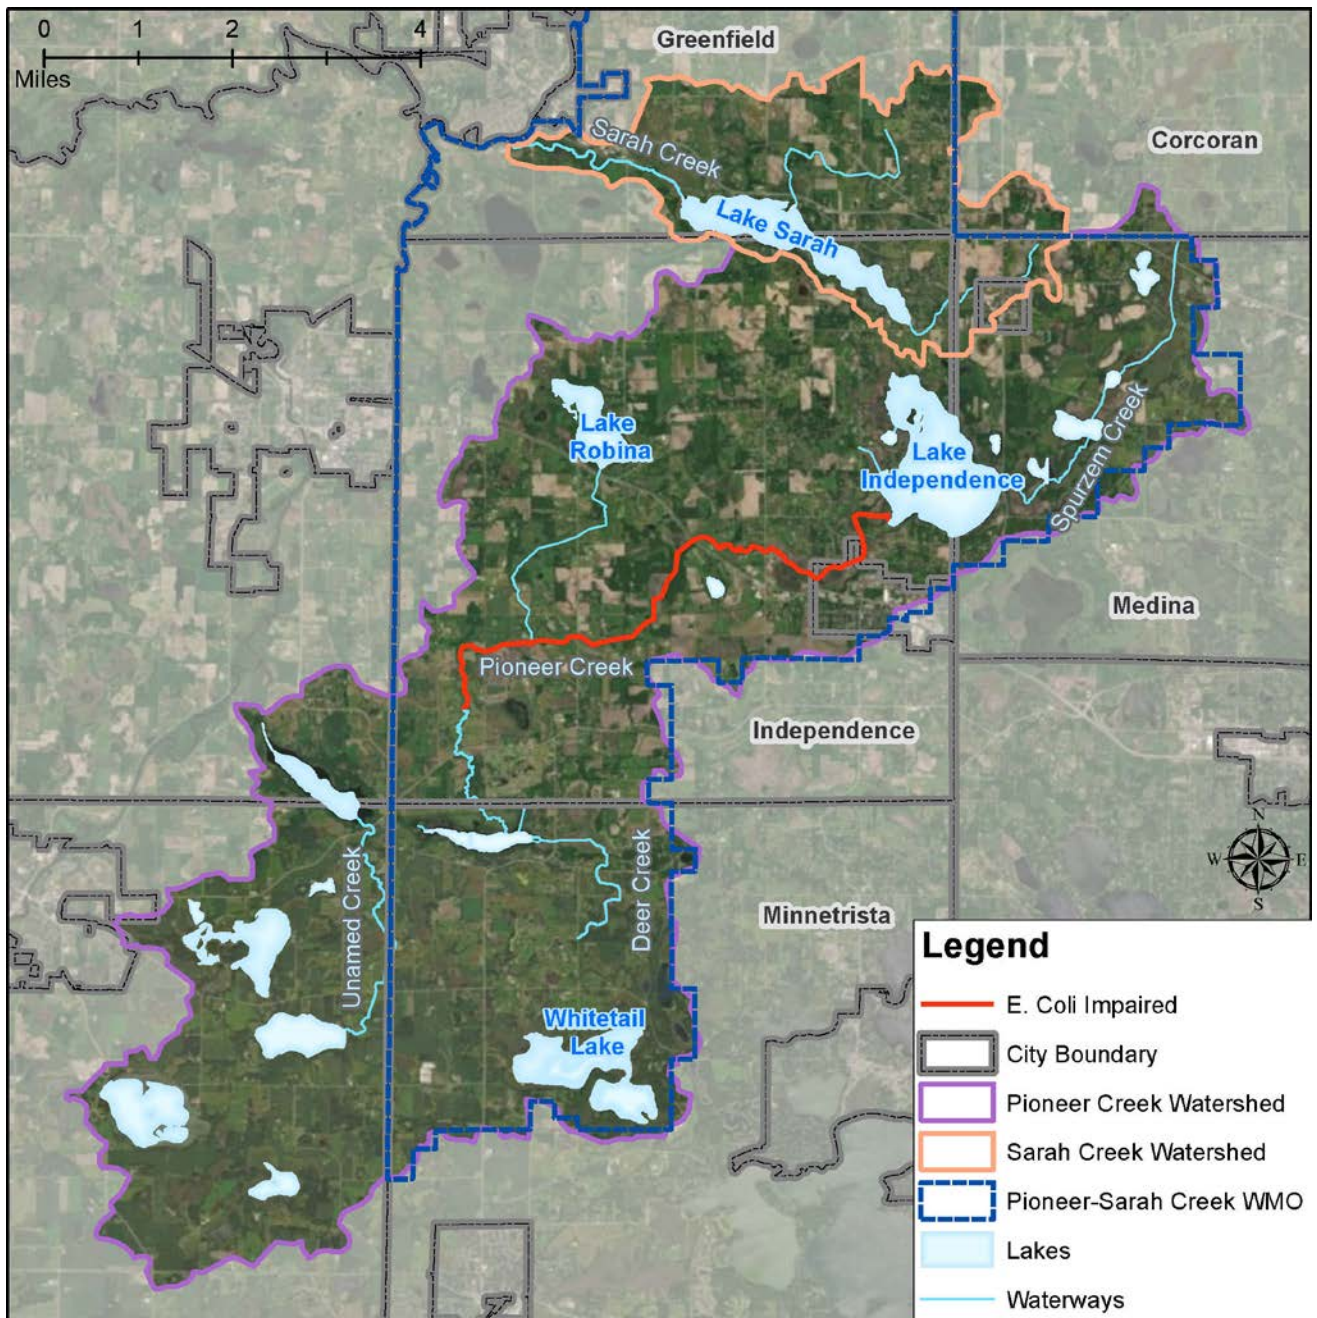 0 1 2 4
Miles
Greenfield
Corcoran
Sarah Creek
Lake Sarah
Lake
Robina
Lake
Independence
Spurzem Creek
Medina
Pioneer Creek
Independence
Unamed Creek
Deer Creek
Minnetrista
Whitetail
Lake
N
W E
S
Legend
E. Coli Impaired
City Boundary
Pioneer Creek Watershed
Sarah Creek Watershed
Pioneer-Sarah Creek WMO
Lakes
Waterways